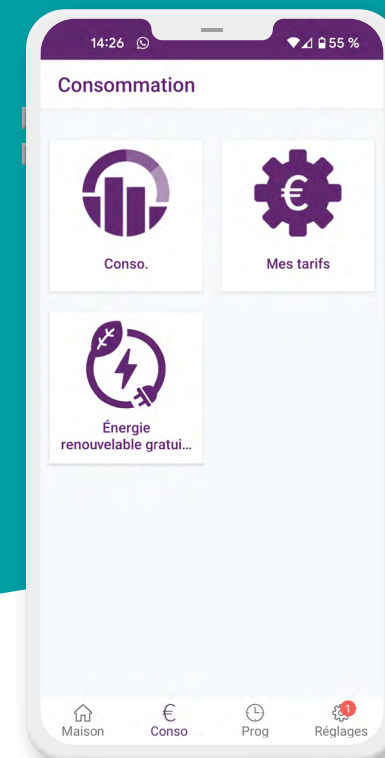 14:26 55 %
Consommation
€
Conso. Mes tarifs
Énergie
renouvelable gratui...
€ 1
Maison Conso Prog Réglages